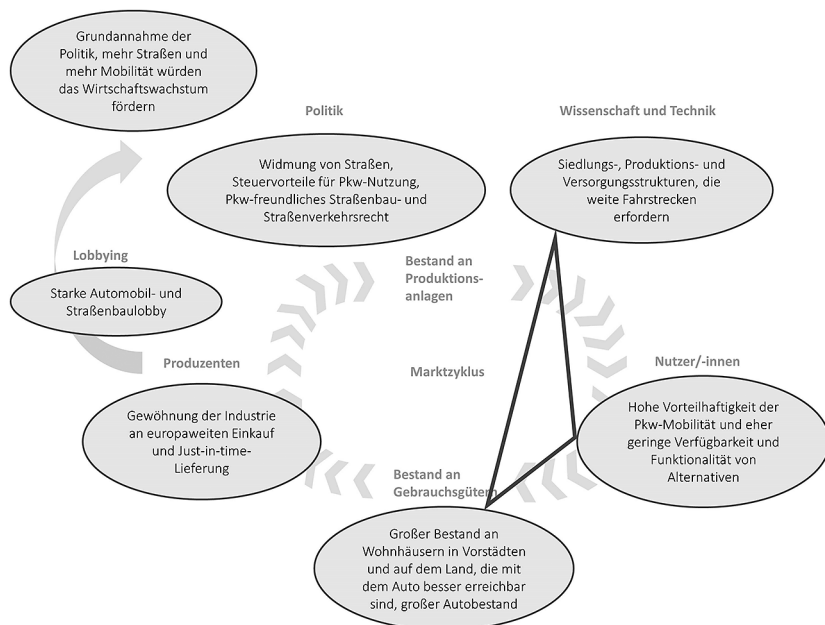 Grundannahme der
Politik, mehr Straßen und
mehr Mobilität würden
das Wirtschaftswachstum
fördern
Politik
Wissenschaft und Technik
Widmung von Straßen,
Steuervorteile für Pkw-Nutzung,
Pkw-freundliches Straßenbau- und
Straßenverkehrsrecht
Siedlungs-, Produktions- und
Versorgungsstrukturen, die
weite Fahrstrecken
erfordern
Lobbying
Bestand an
Produktions-
anlagen
Starke Automobil- und
Straßenbaulobby
Produzenten
Marktzyklus
Nutzer/-innen
Gewöhnung der Industrie
an europaweiten Einkauf
und Just-in-time-
Lieferung
Hohe Vorteilhaftigkeit der
Pkw-Mobilität und eher
geringe Verfügbarkeit und
Funktionalität von
Alternativen
Bestand an
Gebrauchsgütern
Großer Bestand an
Wohnhäusern in Vorstädten
und auf dem Land, die mit
dem Auto besser erreichbar
sind, großer Autobestand